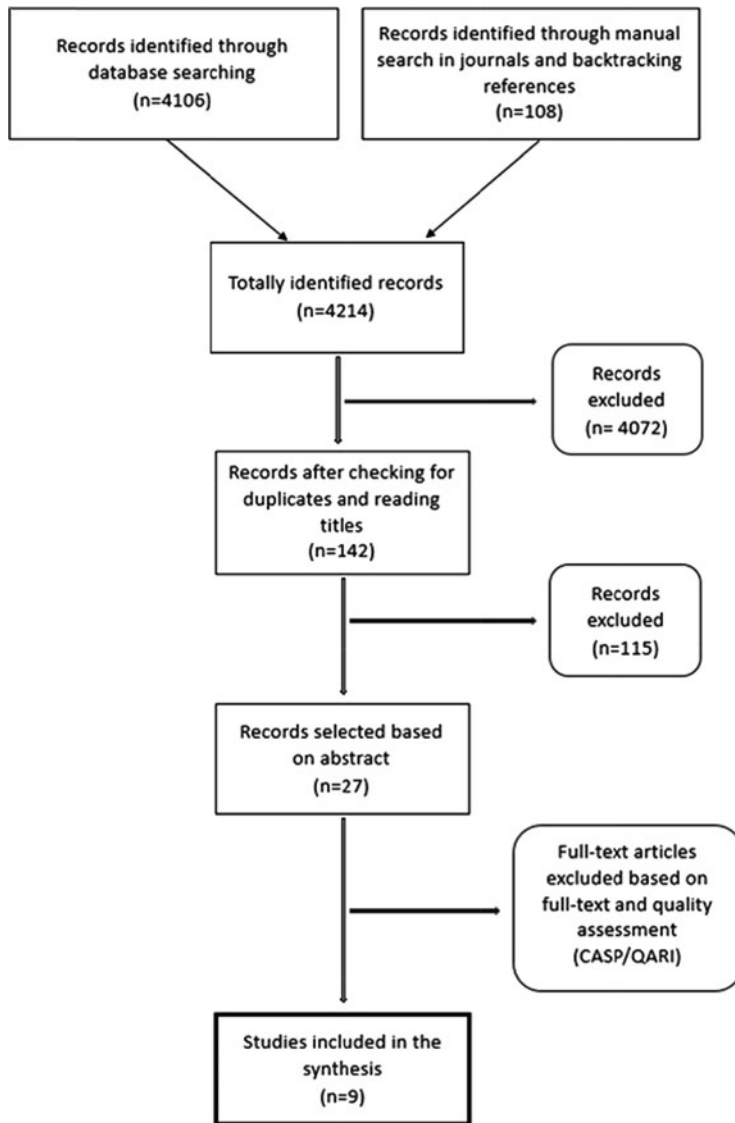 Records identified through
database searching
(n=4106)
Records identified through manual
search in journals and backtracking
references
(n=108)
Totally identified records
(n=4214)
Records
excluded
(n= 4072)
Records after checking for
duplicates and reading
titles
(n=142)
Records
excluded
(n=115)
Records selected based
on abstract
(n=27)
Full-text articles
excluded based on
full-text and quality
assessment
(CASP/QARI)
Studies included in the
synthesis
(n=9)